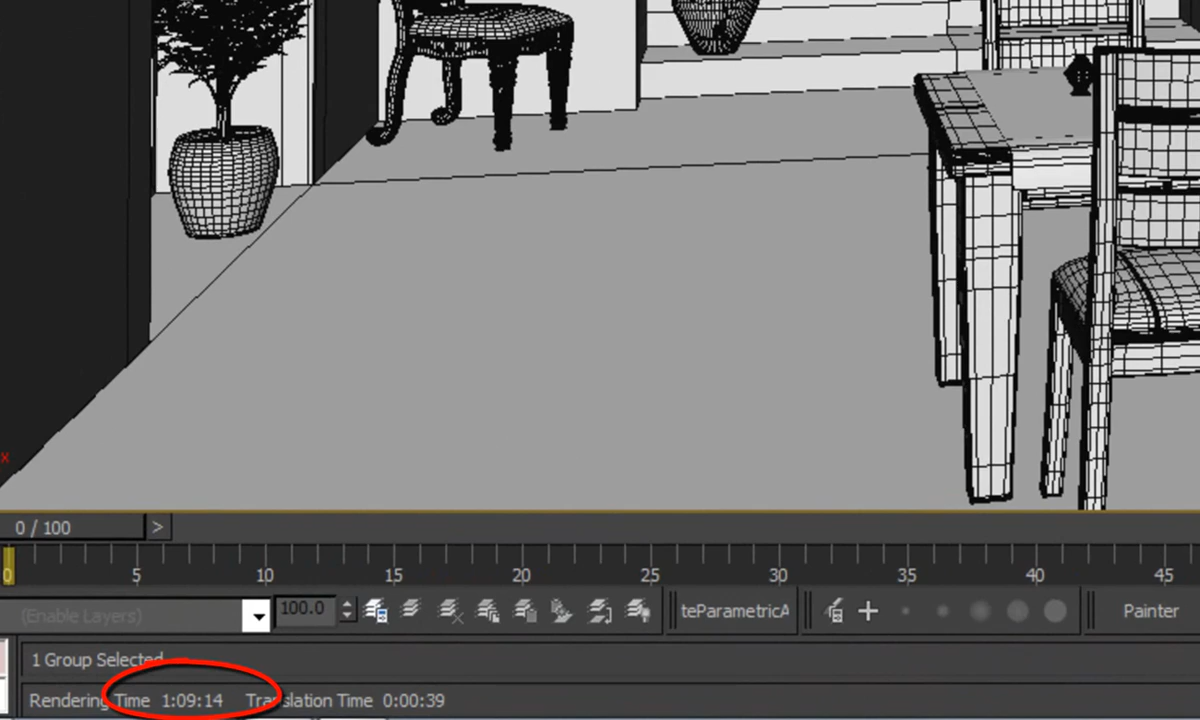 x
0 / 100 >
0 5 10 15 20 25 30 35 40 45
(Enable Layers) 100.0 teParametricA Painter
1 Group Selected
Rendering Time 1:09:14 Translation Time 0:00:39